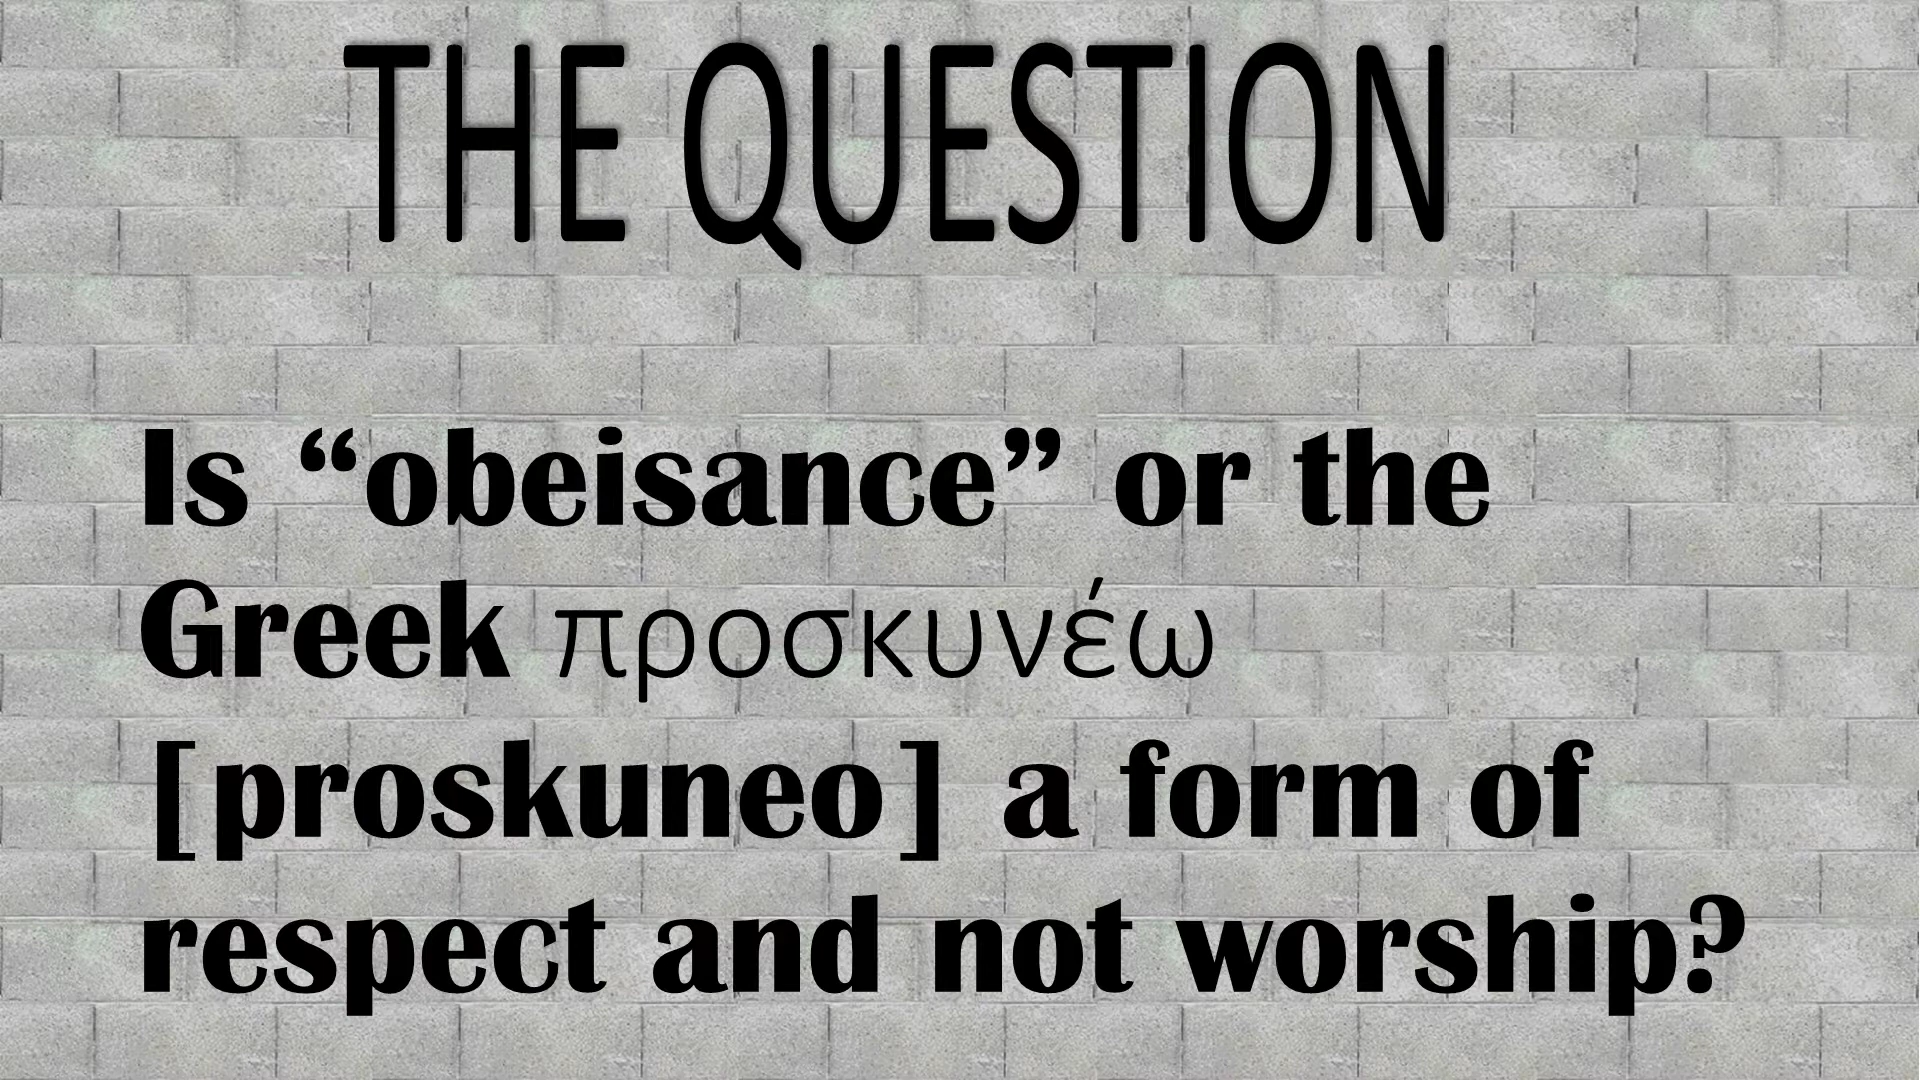 THE QUESTION
Is “obeisance” or the
Greek προσκυνέω
[proskuneo] a form of
respect and not worship?